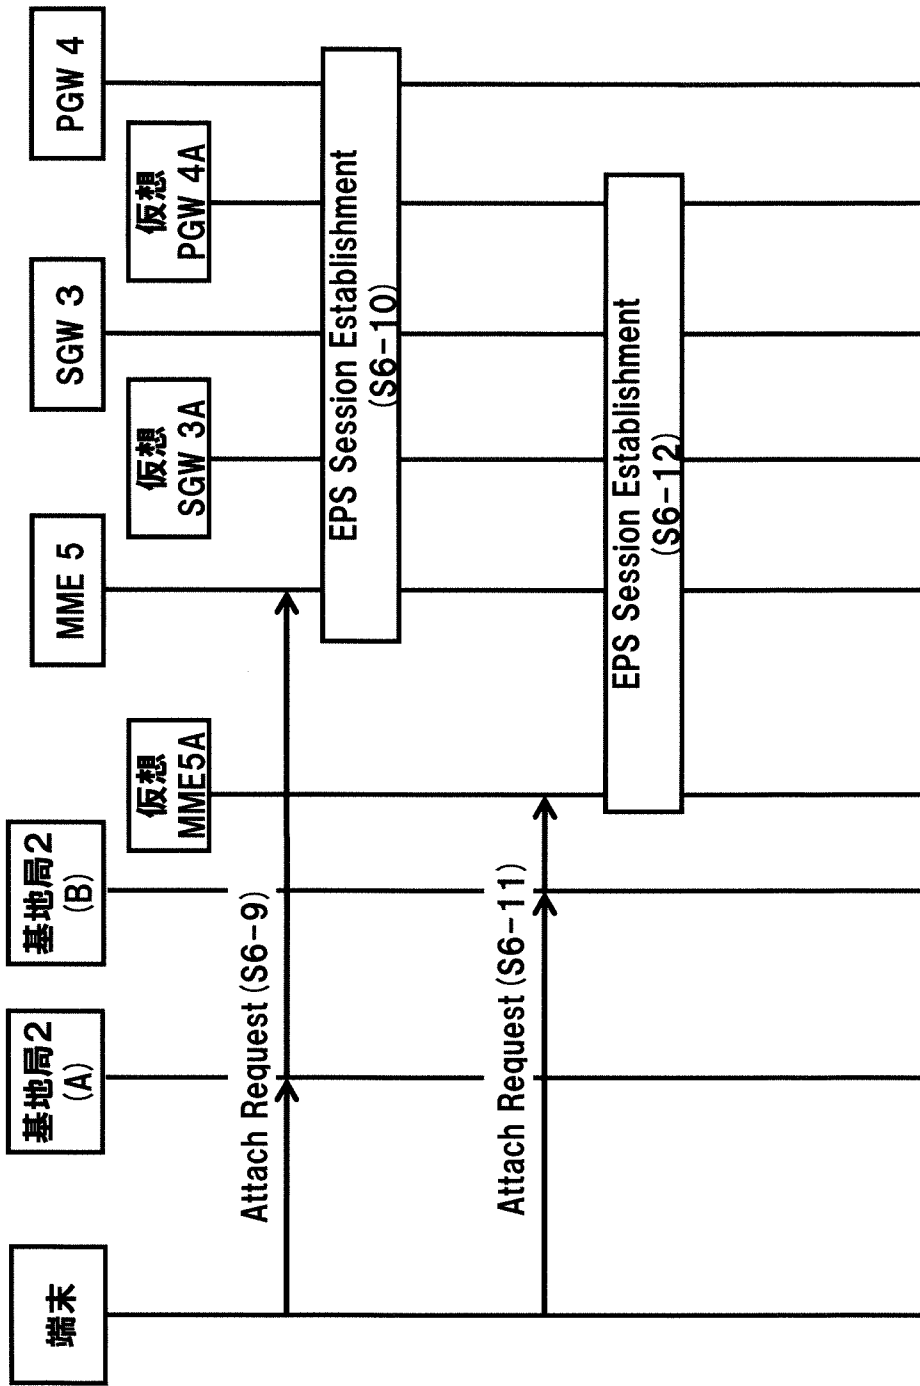 端末
基地局2
(A)
基地局2
(B)
仮想
MME5A
MME 5
仮想
SGW 3A
SGW 3
仮想
PGW 4A
PGW 4
Attach Request(S6-9)
EPS Session Establishment
(S6-10)
Attach Request(S6-11)
EPS Session Establishment
(S6-12)